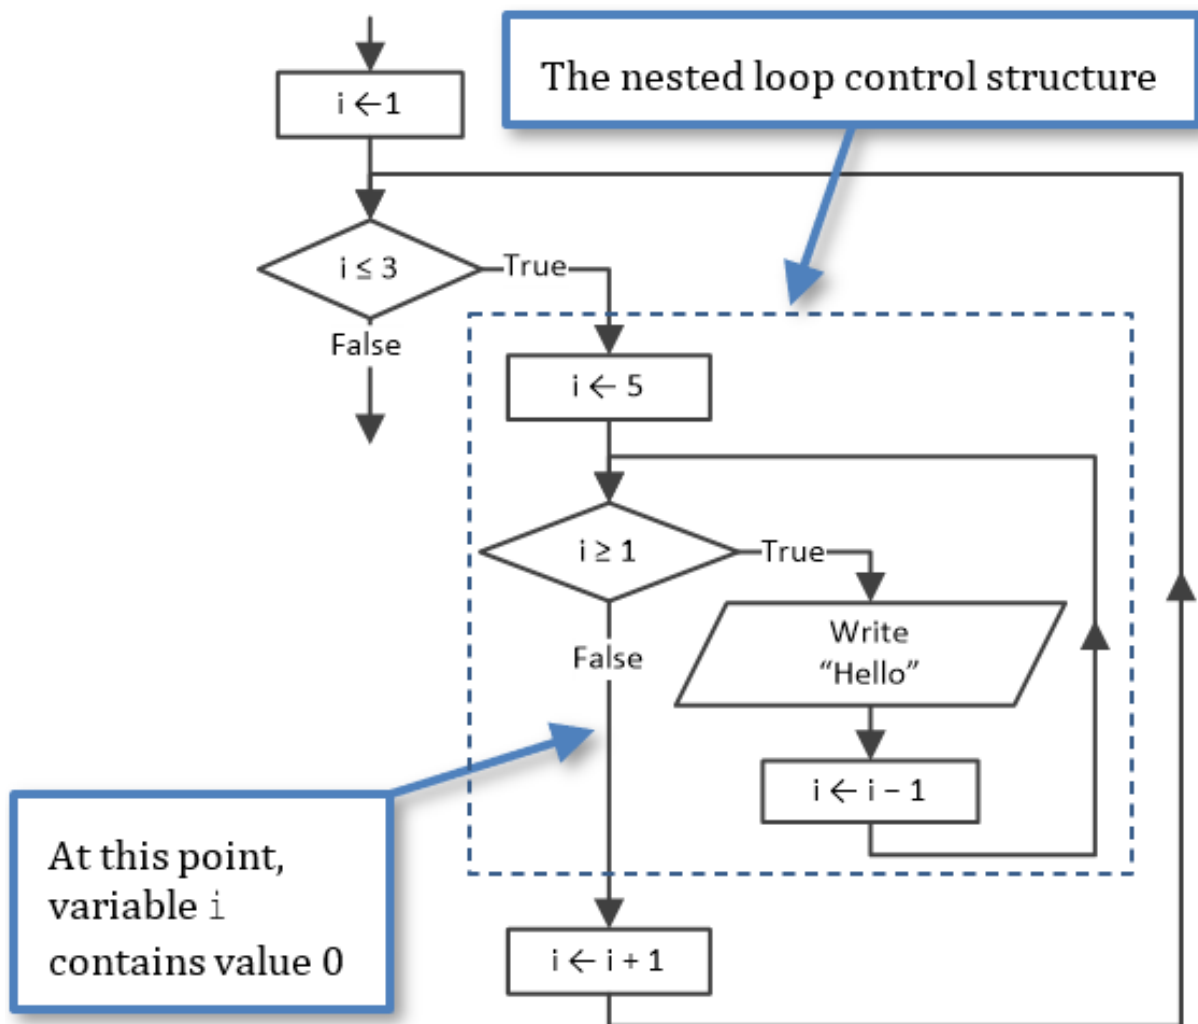 The nested loop control structure
i ← 1
i ≤ 3
True
False
i ← 5
i ≥ 1
True
False
Write
“Hello”
i ← i – 1
At this point,
variable i
contains value 0
i ← i + 1